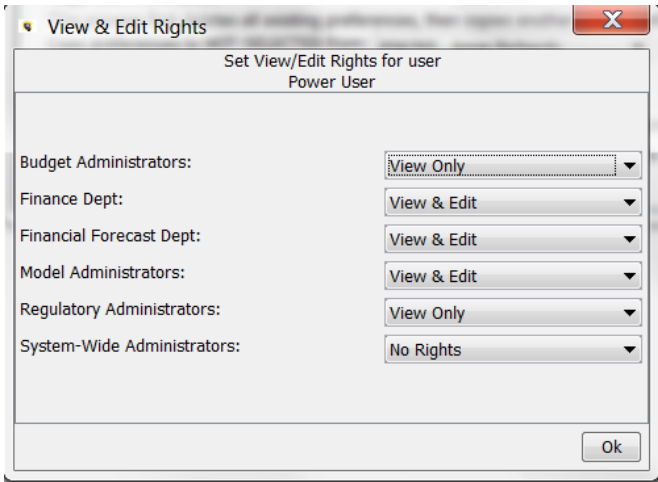 View & Edit Rights
Set View/Edit Rights for user
Power User
Budget Administrators: View Only
Finance Dept: View & Edit
Financial Forecast Dept: View & Edit
Model Administrators: View & Edit
Regulatory Administrators: View Only
System-Wide Administrators: No Rights
Ok